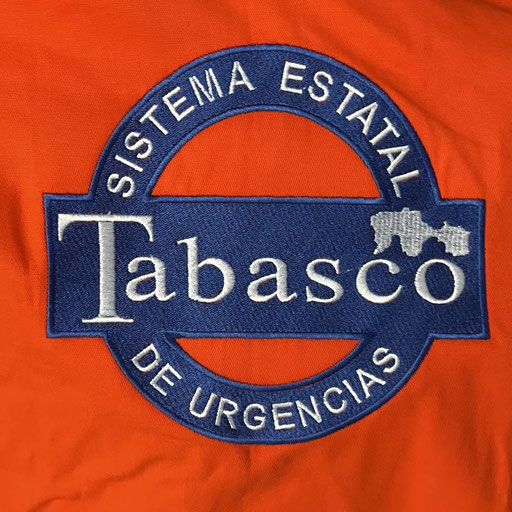 SISTEMA ESTATAL
Tabasco
DE URGENCIAS